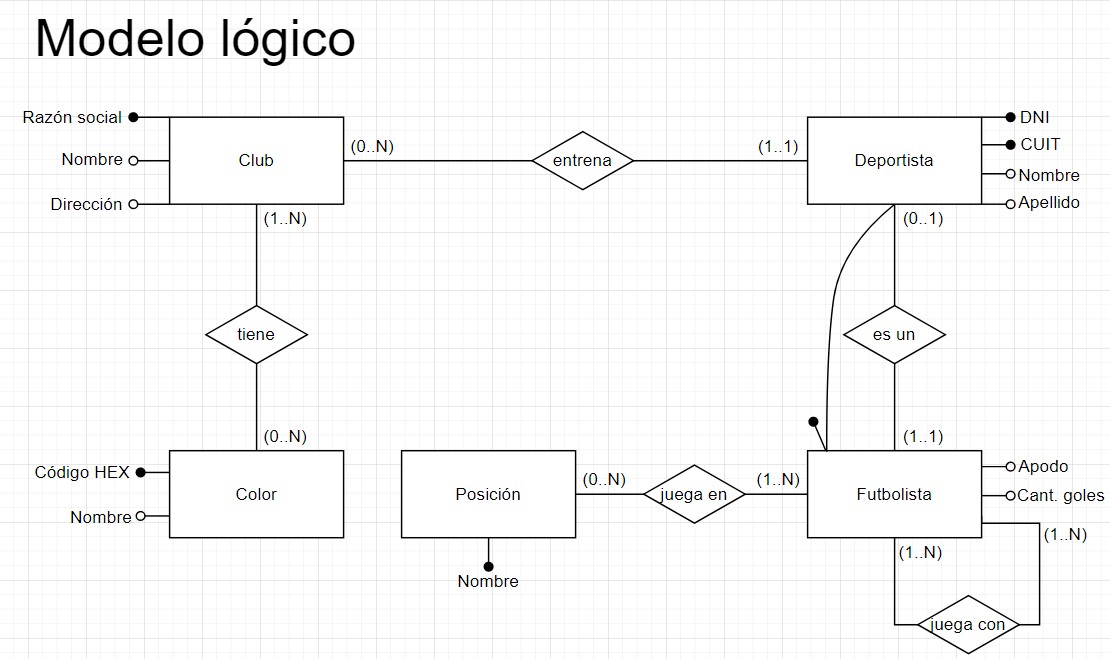 Modelo lógico
Razón social
Nombre
Dirección
Club
(0..N)
entrena
(1..1)
Deportista
DNI
CUIT
Nombre
Apellido
(1..N)
(0..1)
tiene
es un
(0..N)
(1..1)
Código HEX
Nombre
Color
Posición
(0..N)
juega en
(1..N)
Futbolista
Apodo
Cant. goles
Nombre
(1..N)
(1..N)
juega con